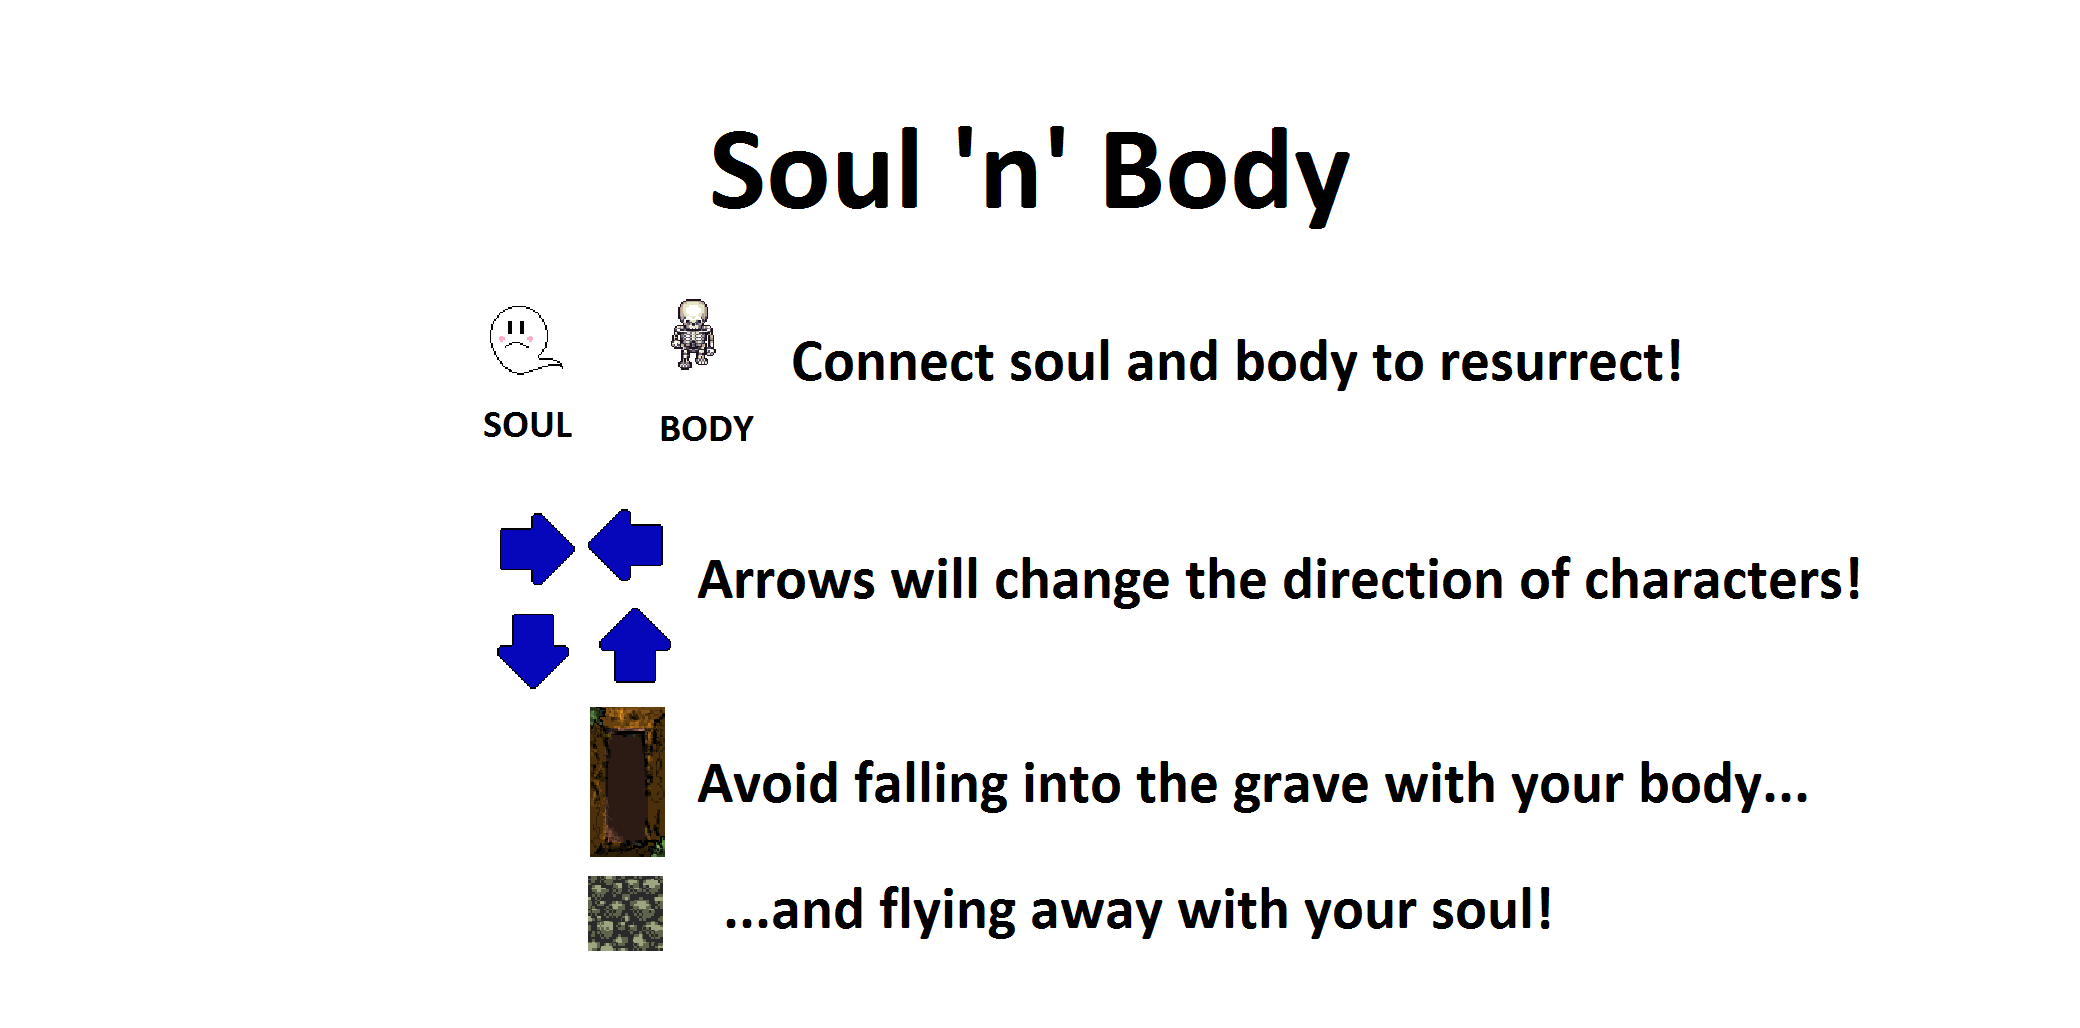 Soul 'n' Body
Connect soul and body to resurrect!
SOUL BODY
Arrows will change the direction of characters!
Avoid falling into the grave with your body...
...and flying away with your soul!